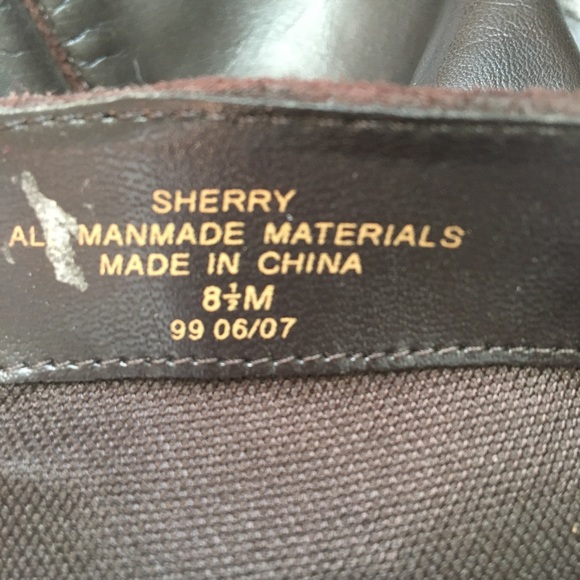 SHERRY
ALL MANMADE MATERIALS
MADE IN CHINA
8½M
99 06/07